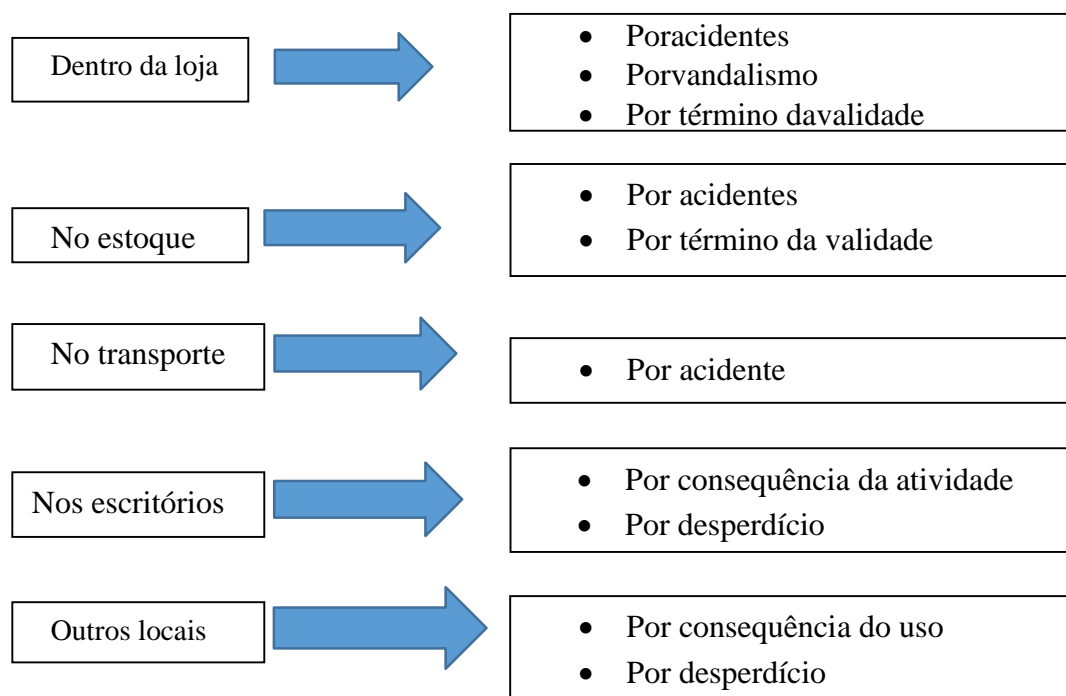 Dentro da loja
• Poracidentes
• Porvandalismo
• Por término davalidade
No estoque
• Por acidentes
• Por término da validade
No transporte
• Por acidente
Nos escritórios
• Por consequência da atividade
• Por desperdício
Outros locais
• Por consequência do uso
• Por desperdício